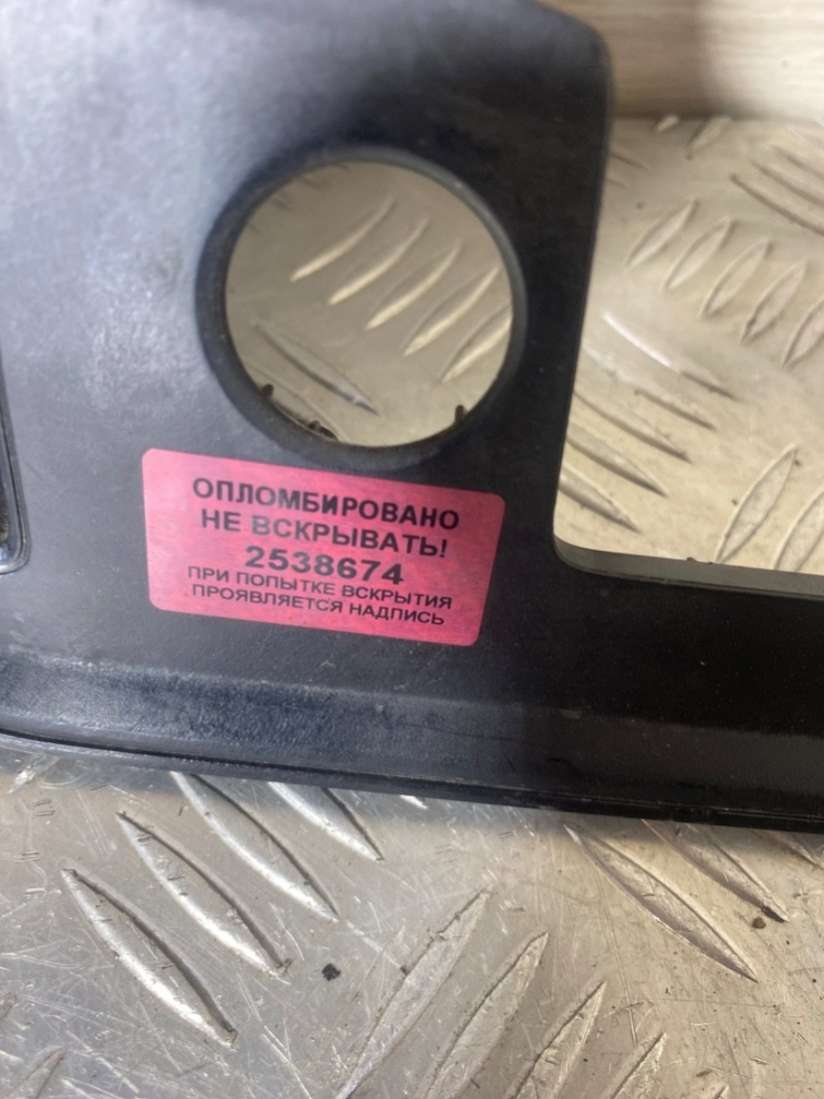 ОПЛОМБИРОВАНО
НЕ ВСКРЫВАТЬ!
2538674
ПРИ ПОПЫТКЕ ВСКРЫТИЯ
ПРОЯВЛЯЕТСЯ НАДПИСЬ